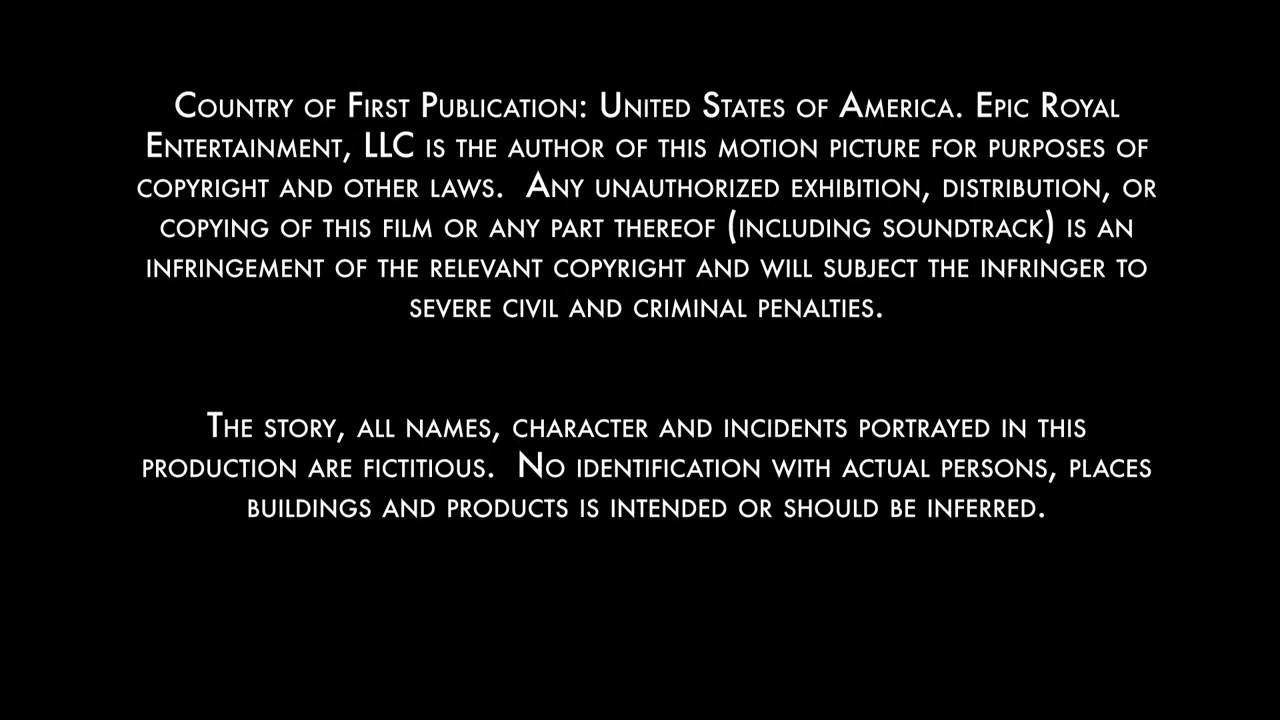 Country of First Publication: United States of America. Epic Royal
Entertainment, LLC is the author of this motion picture for purposes of
copyright and other laws.  Any unauthorized exhibition, distribution, or
copying of this film or any part thereof (including soundtrack) is an
infringement of the relevant copyright and will subject the infringer to
severe civil and criminal penalties.
The story, all names, character and incidents portrayed in this
production are fictitious.  No identification with actual persons, places
buildings and products is intended or should be inferred.